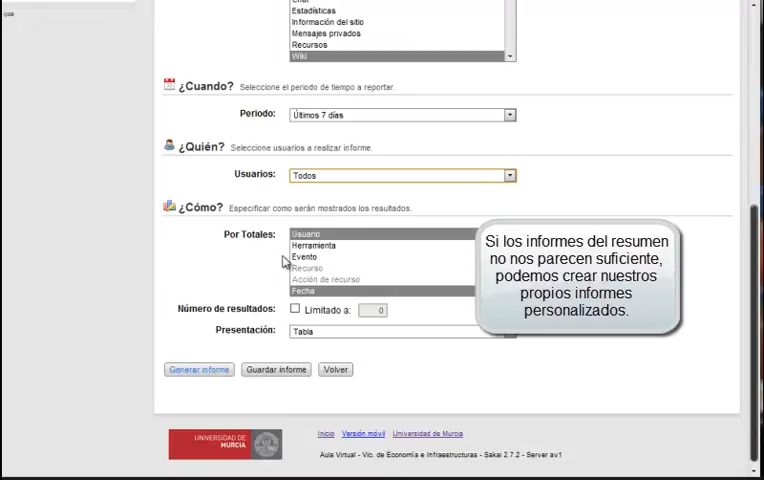 Chat
Estadísticas
Información del sitio
Mensajes privados
Recursos
Wiki
¿Cuando? Seleccione el periodo de tiempo a reportar.
Periodo: Últimos 7 días
¿Quién? Seleccione usuarios a realizar informe.
Usuarios: Todos
¿Cómo? Especificar como serán mostrados los resultados.
Por Totales: Usuario
Herramienta
Evento
Recurso
Acción de recurso
Fecha
Si los informes del resumen
no nos parecen suficiente,
podemos crear nuestros
propios informes
personalizados.
Número de resultados: Limitado a: 0
Presentación: Tabla
Generar informe Guardar informe Volver
UNIVERSIDAD DE
MURCIA
Inicio Versión móvil Universidad de Murcia
Aula Virtual - Vic. de Economía e Infraestructuras - Sakai 2.7.2 - Server av1